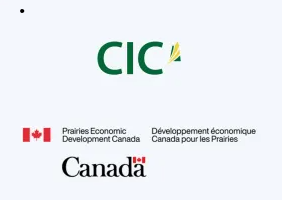 CIC
Prairies Economic Développement économique
Development Canada Canada pour les Prairies
Canada